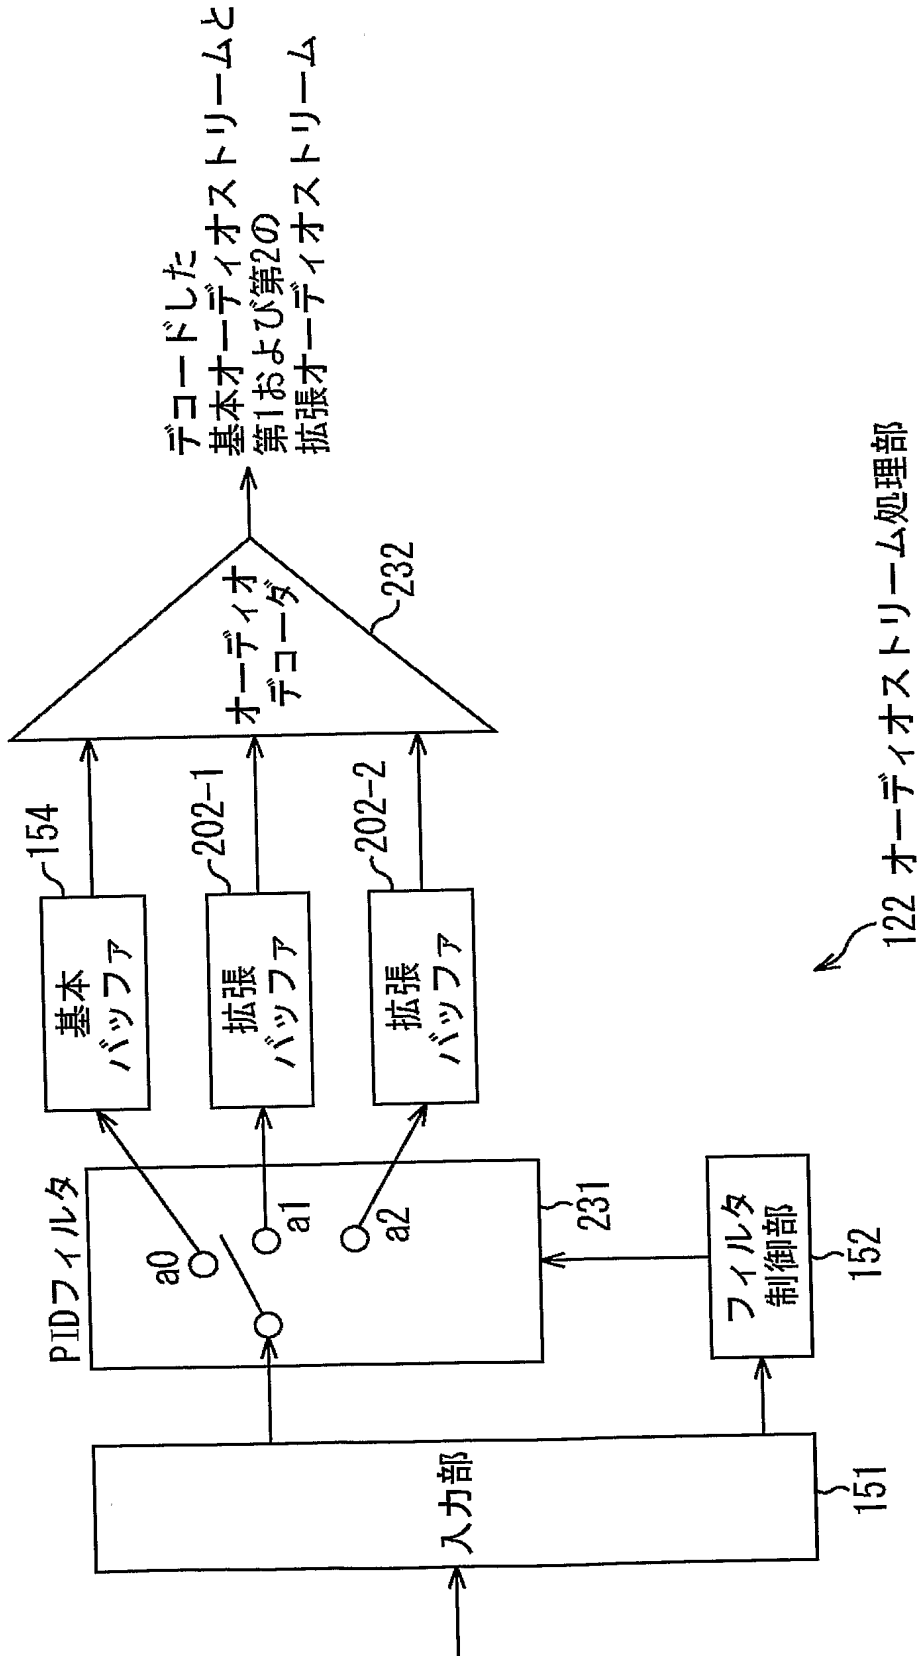 入力部
151
PIDフィルタ
a0
a1
a2
231
フィルタ
制御部
152
基本
バッファ
154
拡張
バッファ
202-1
拡張
バッファ
202-2
オーディオ
デコーダ
232
デコードした
基本オーディオストリームと
第1および第2の
拡張オーディオストリーム
122 オーディオストリーム処理部